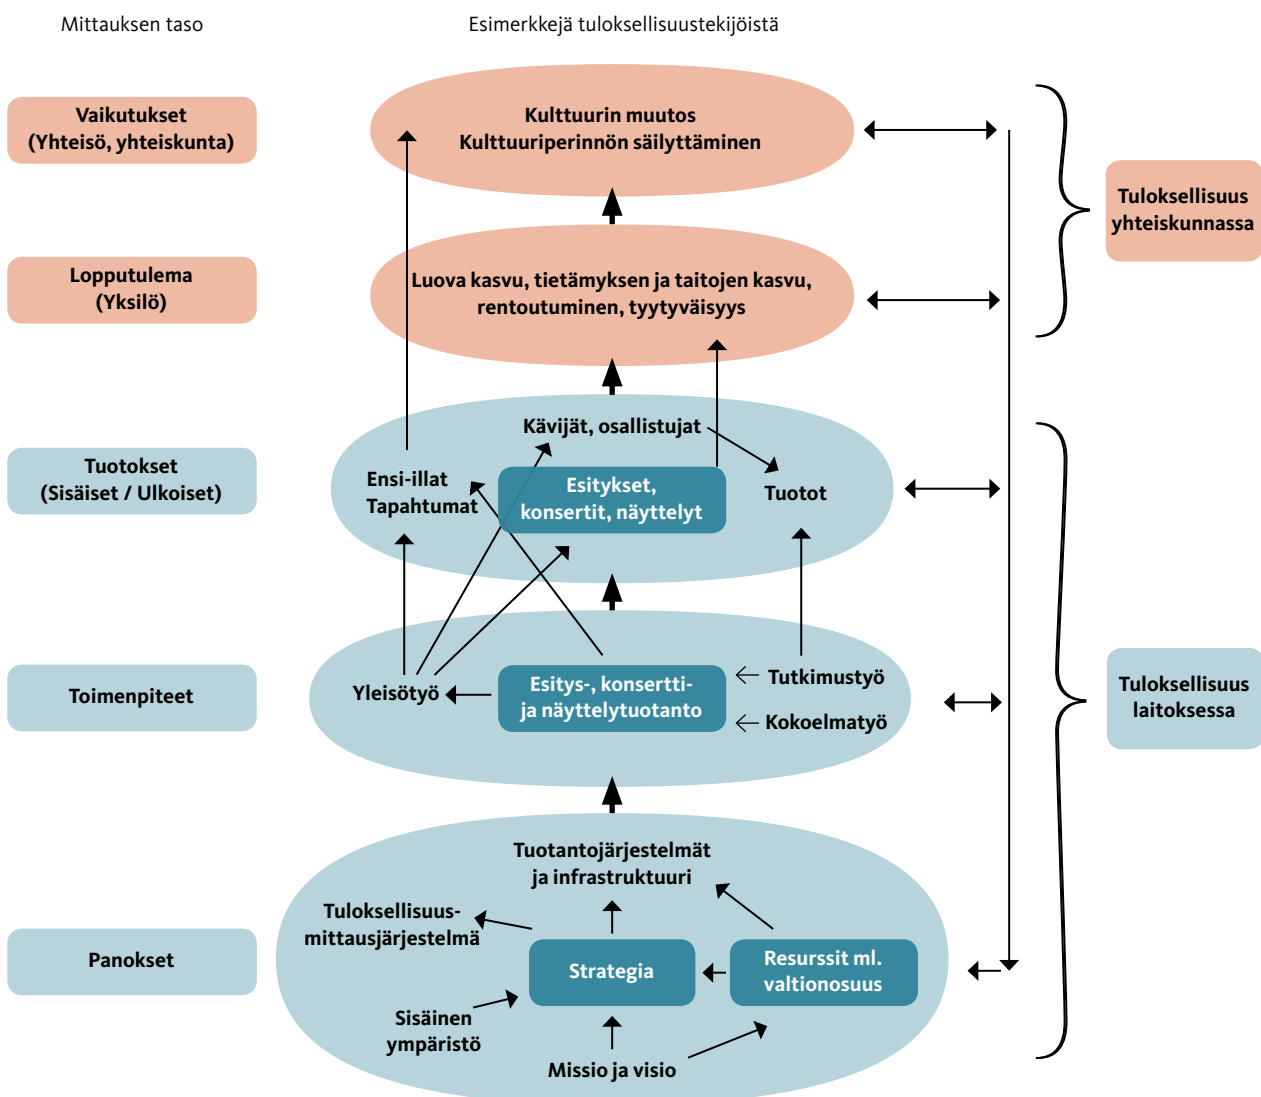 Mittauksen taso
Esimerkkejä tuloksellisuustekijöistä
Vaikutukset
(Yhteisö, yhteiskunta)
Kulttuurin muutos
Kulttuuriperinnön säilyttäminen
Tuloksellisuus
yhteiskunnassa
Lopputulema
(Yksilö)
Luova kasvu, tietämyksen ja taitojen kasvu,
rentoutuminen, tyytyväisyys
Tuotokset
(Sisäiset / Ulkoiset)
Kävijät, osallistujat
Ensi-illat
Tapahtumat
Esitykset,
konsertit, näyttelyt
Tuotot
Toimenpiteet
Yleisötyö
Esitys-, konsertti-
ja näyttelytuotanto
Tutkimustyö
Kokoelmatyö
Tuloksellisuus
laitoksessa
Panokset
Tuotantojärjestelmät
ja infrastruktuuri
Tuloksellisuus-
mittausjärjestelmä
Strategia
Resurssit ml.
valtionosuus
Sisäinen
ympäristö
Missio ja visio